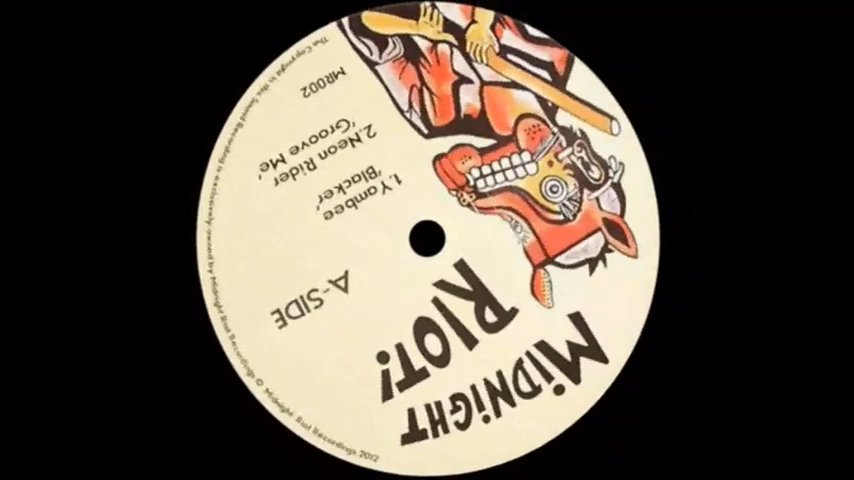 MiDNiGHT
RIOT!
A-SIDE
1.Yambee
'Blacker'
2.Neon Rider
'Groove Me'
MR002
The Copyright in this Sound Recording is exclusively owned by Midnight Riot Recordings © Midnight Riot Recordings 2012